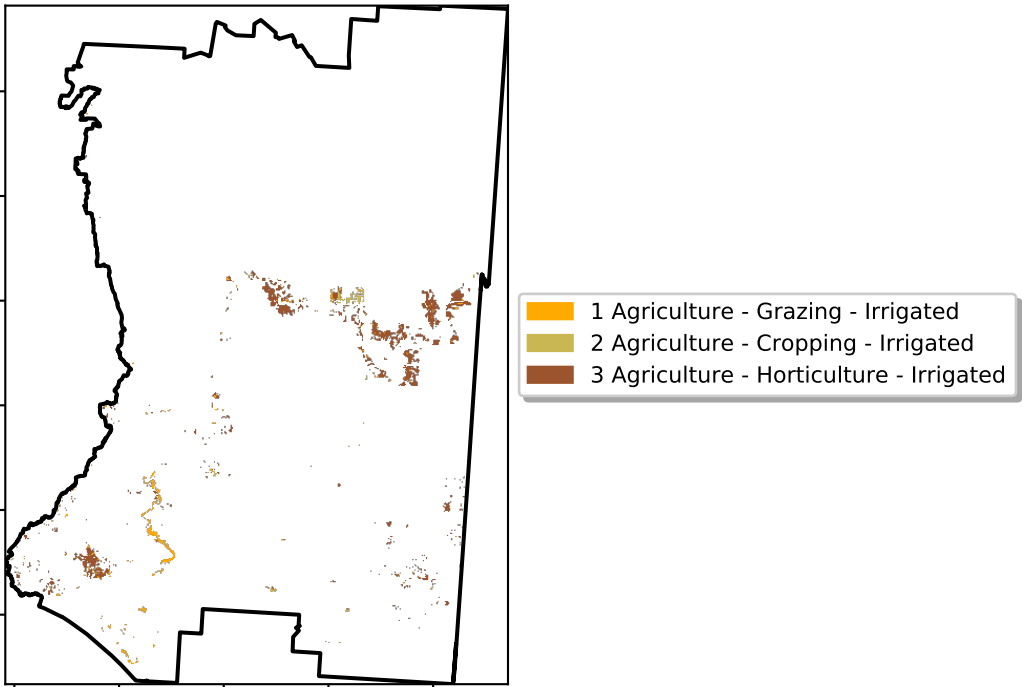 1 Agriculture - Grazing - Irrigated
2 Agriculture - Cropping - Irrigated
3 Agriculture - Horticulture - Irrigated